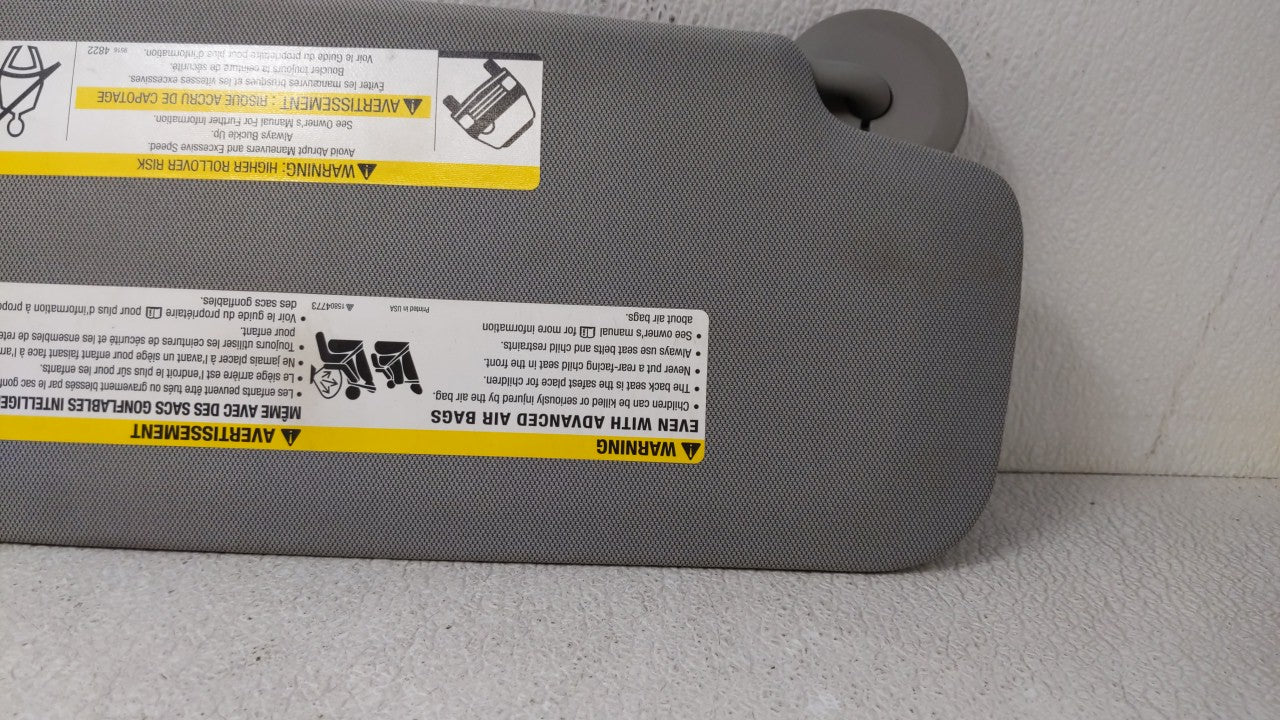 WARNING
EVEN WITH ADVANCED AIR BAGS
• Children can be killed or seriously injured by the air bag.
• The back seat is the safest place for children.
• Never put a rear-facing child seat in the front.
• Always use seat belts and child restraints.
• See owner's manual for more information
about air bags.
Printed in USA
15804773
AVERTISSEMENT
MÊME AVEC DES SACS GONFLABLES
• Les enfants peuvent être tués ou gravement blessés par le sac
• Le siège arrière est l'endroit le plus sûr pour les enfants.
• Ne jamais placer à l'avant un siège pour enfant faisant face à
• Toujours utiliser les ceintures de sécurité et les ensembles de
pour enfant.
• Voir le guide du propriétaire pour plus d'information à
des sacs gonflables.
WARNING: HIGHER ROLLOVER RISK
Avoid Abrupt Maneuvers and Excessive Speed.
Always Buckle Up.
See Owner's Manual For Further Information.
AVERTISSEMENT : RISQUE ACCRU DE CAPOTAGE
Éviter les manœuvres brusques et les vitesses excessives.
Boucler toujours la ceinture de sécurité.
Voir le Guide du propriétaire pour plus d'information.
9516 4822